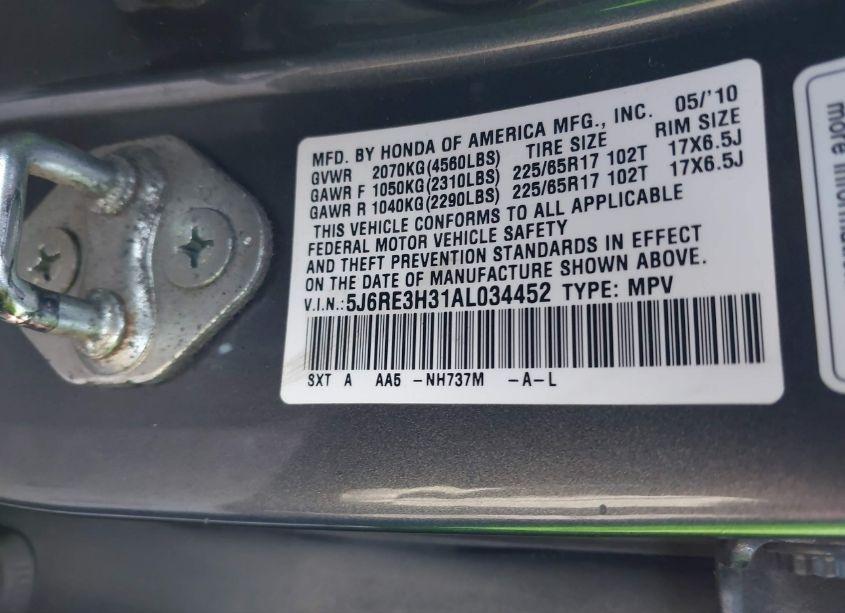 MFD. BY HONDA OF AMERICA MFG., INC. 05/'10
GVWR 2070KG(4560LBS) TIRE SIZE RIM SIZE
GAWR F 1050KG(2310LBS) 225/65R17 102T 17X6.5J
GAWR R 1040KG(2290LBS) 225/65R17 102T 17X6.5J
THIS VEHICLE CONFORMS TO ALL APPLICABLE
FEDERAL MOTOR VEHICLE SAFETY
AND THEFT PREVENTION STANDARDS IN EFFECT
ON THE DATE OF MANUFACTURE SHOWN ABOVE.
V.I.N.:5J6RE3H31AL034452 TYPE: MPV
SXT A AA5 -NH737M -A-L
more